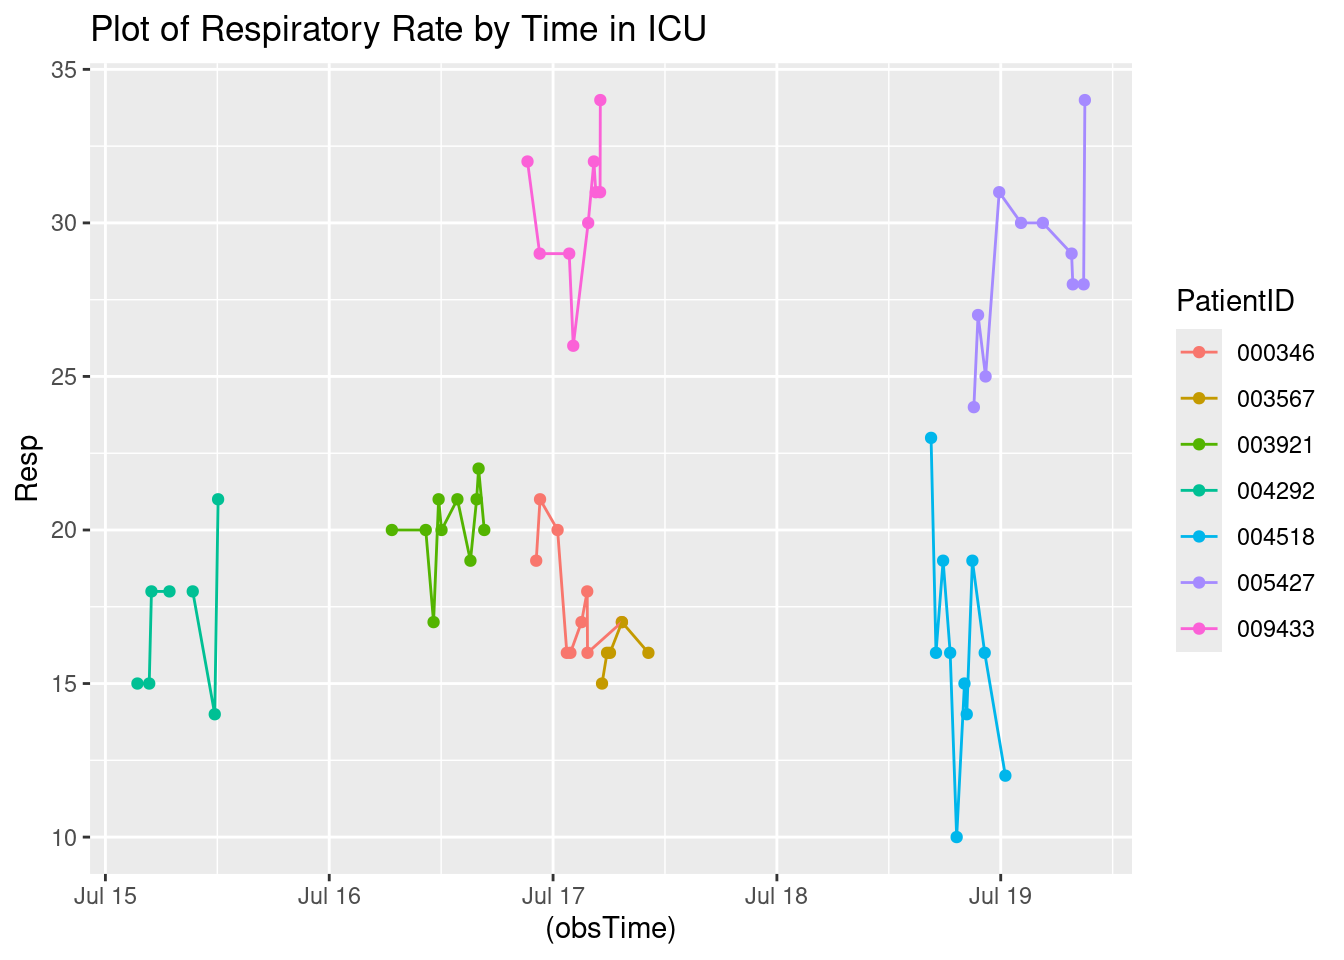 Plot of Respiratory Rate by Time in ICU
35
30
25
20
15
10
Resp
Jul 15
Jul 16
Jul 17
Jul 18
Jul 19
(obsTime)
PatientID
000346
003567
003921
004292
004518
005427
009433